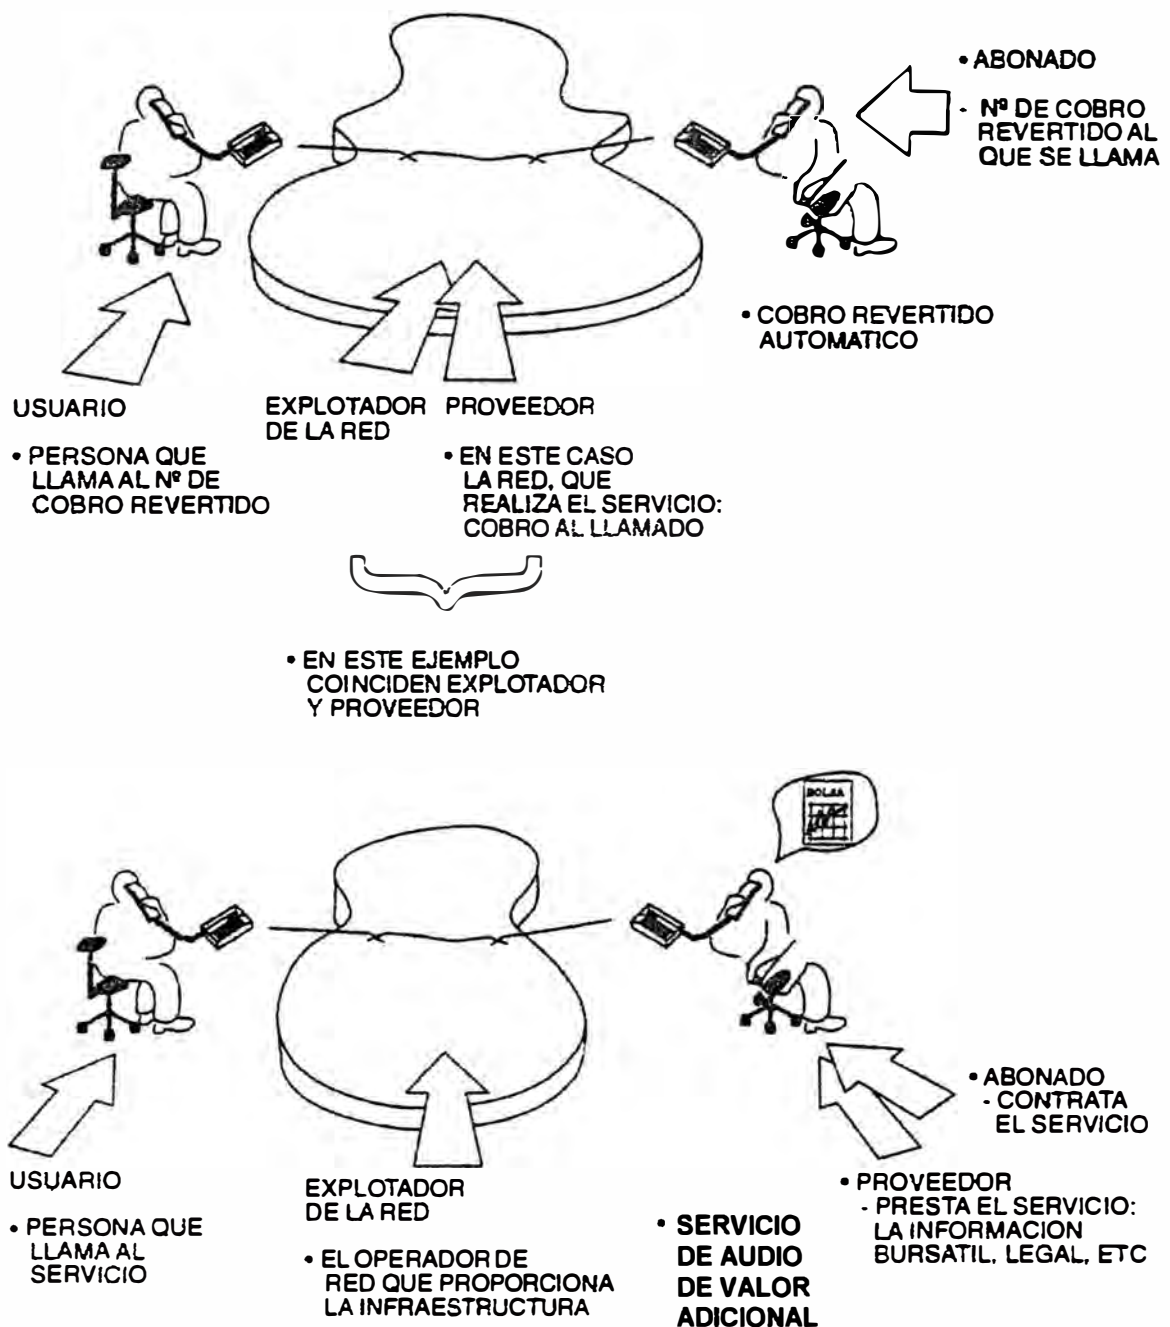 • ABONADO
- Nº DE COBRO
REVERTIDO AL
QUE SE LLAMA
• COBRO REVERTIDO
AUTOMATICO
USUARIO
• PERSONA QUE
LLAMA AL Nº DE
COBRO REVERTIDO
EXPLOTADOR
DE LA RED
PROVEEDOR
• EN ESTE CASO
LA RED, QUE
REALIZA EL SERVICIO:
COBRO AL LLAMADO
• EN ESTE EJEMPLO
COINCIDEN EXPLOTADOR
Y PROVEEDOR
BOLSA
• ABONADO
- CONTRATA
EL SERVICIO
USUARIO
• PERSONA QUE
LLAMA AL
SERVICIO
EXPLOTADOR
DE LA RED
• EL OPERADOR DE
RED QUE PROPORCIONA
LA INFRAESTRUCTURA
• SERVICIO
DE AUDIO
DE VALOR
ADICIONAL
• PROVEEDOR
- PRESTA EL SERVICIO:
LA INFORMACION
BURSATIL, LEGAL, ETC